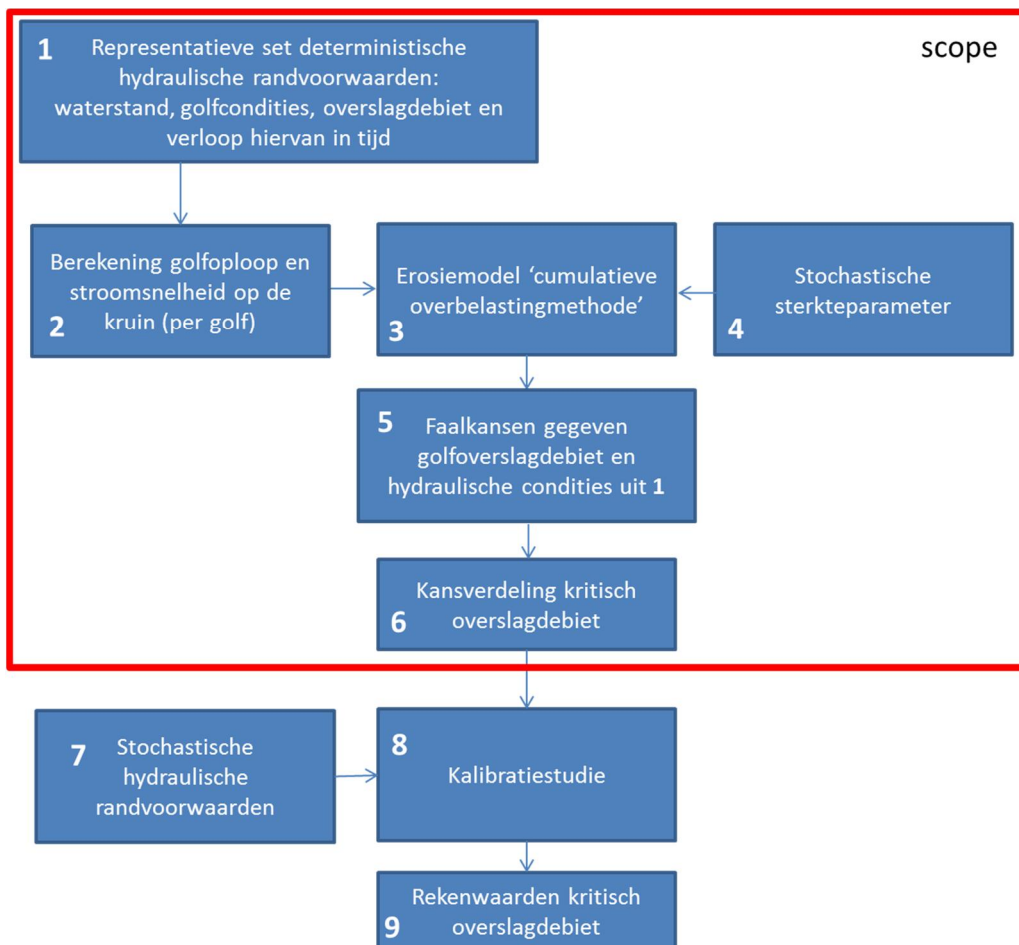 scope
1 Representatieve set deterministische
hydraulische randvoorwaarden:
waterstand, golfcondities, overslagdebiet en
verloop hiervan in tijd
Berekening golfoploop en
stroomsnelheid op de
kruin (per golf)
2
Erosiemodel ‘cumulatieve
overbelastingmethode’
3
Stochastische
sterkteparameter
4
5 Faalkansen gegeven
golfoverslagdebiet en
hydraulische condities uit 1
Kansverdeling kritisch
overslagdebiet
6
7 Stochastische
hydraulische
randvoorwaarden
8
Kalibratiestudie
Rekenwaarden kritisch
overslagdebiet
9